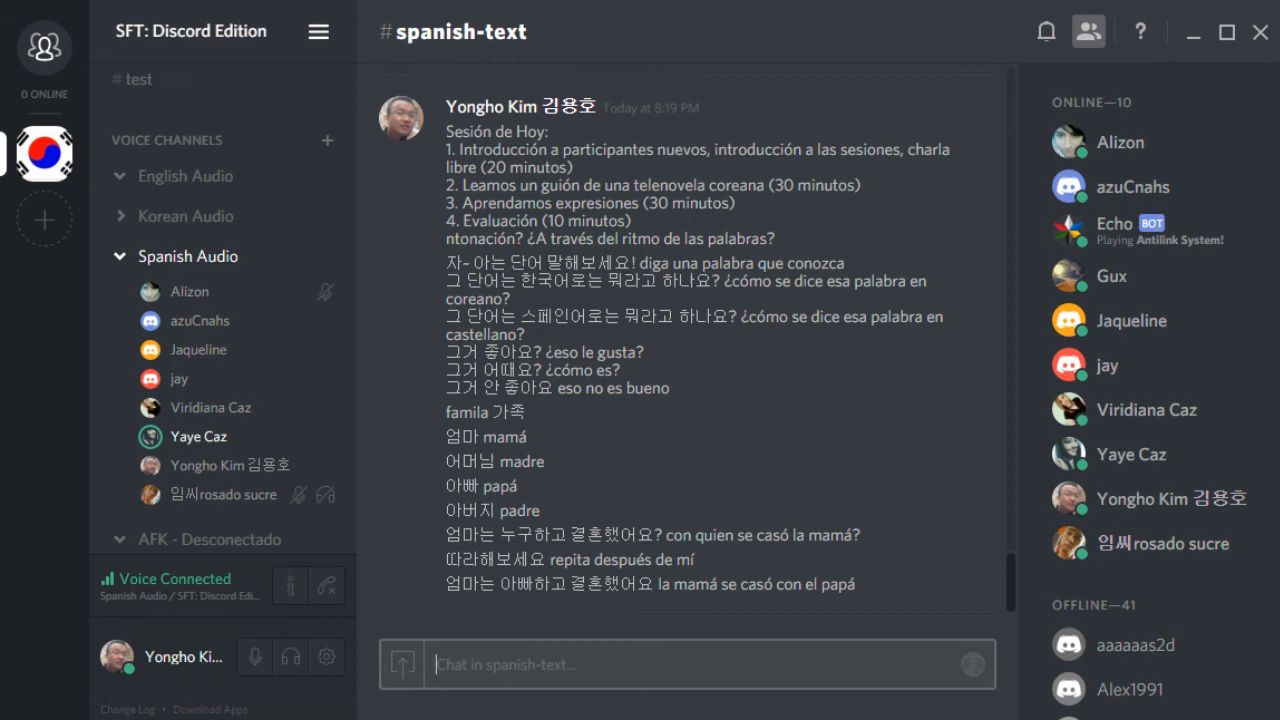 0 ONLINE
SFT: Discord Edition
# test
VOICE CHANNELS
English Audio
Korean Audio
Spanish Audio
Alizon
azuCnahs
Jaqueline
jay
Viridiana Caz
Yaye Caz
Yongho Kim 김용호
임씨rosado sucre
AFK - Desconectado
Voice Connected
Spanish Audio / SFT: Discord Edi...
Yongho Ki...
Change Log • Download Apps
# spanish-text
Yongho Kim 김용호 Today at 8:19 PM
Sesión de Hoy:
1. Introducción a participantes nuevos, introducción a las sesiones, charla
libre (20 minutos)
2. Leamos un guión de una telenovela coreana (30 minutos)
3. Aprendamos expresiones (30 minutos)
4. Evaluación (10 minutos)
ntonación? ¿A través del ritmo de las palabras?
자~ 아는 단어 말해보세요! diga una palabra que conozca
그 단어는 한국어로는 뭐라고 하나요? ¿cómo se dice esa palabra en
coreano?
그 단어는 스페인어로는 뭐라고 하나요? ¿cómo se dice esa palabra en
castellano?
그거 좋아요? ¿eso le gusta?
그거 어때요? ¿cómo es?
그거 안 좋아요 eso no es bueno
famila 가족
엄마 mamá
어머님 madre
아빠 papá
아버지 padre
엄마는 누구하고 결혼했어요? con quien se casó la mamá?
따라해보세요 repita después de mí
엄마는 아빠하고 결혼했어요 la mamá se casó con el papá
Chat in spanish-text...
ONLINE—10
Alizon
azuCnahs
Echo BOT
Playing Antilink System!
Gux
Jaqueline
jay
Viridiana Caz
Yaye Caz
Yongho Kim 김용호
임씨rosado sucre
OFFLINE—41
aaaaaas2d
Alex1991